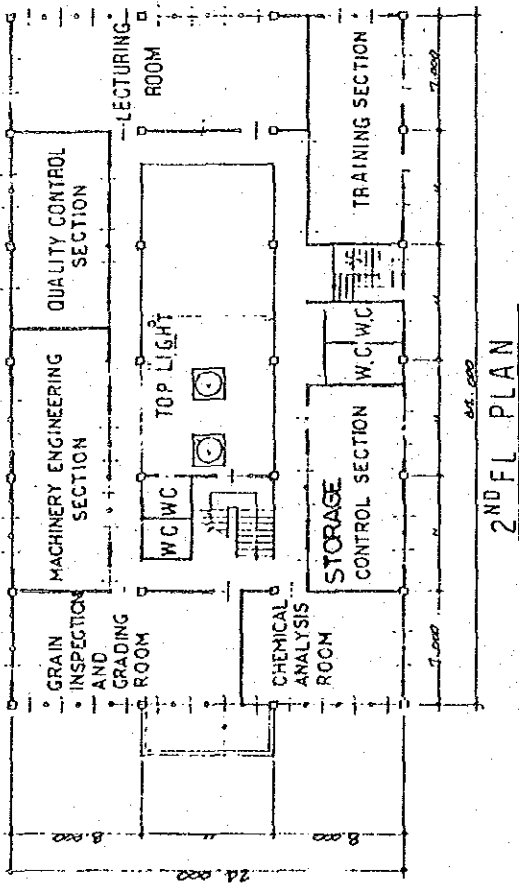 LECTURING
ROOM
QUALITY CONTROL
SECTION
TRAINING SECTION
MACHINERY ENGINEERING
SECTION
TOP LIGHT
WC WC
W.C W.C
STORAGE
CONTROL SECTION
GRAIN
INSPECTION
AND
GRADING
ROOM
CHEMICAL
ANALYSIS
ROOM
7.000
"
"
"
"
7.000
8.000
"
8.000
24.000
2ND FL PLAN